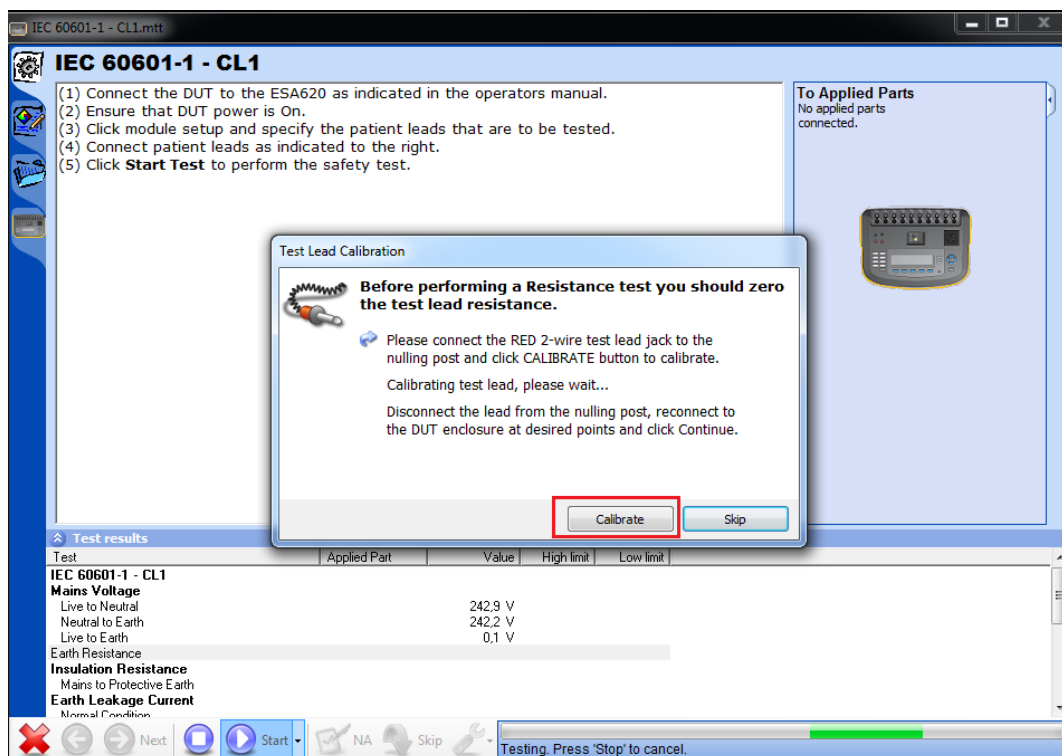 IEC 60601-1 - CL1.mtt
IEC 60601-1 - CL1
(1) Connect the DUT to the ESA620 as indicated in the operators manual.
(2) Ensure that DUT power is On.
(3) Click module setup and specify the patient leads that are to be tested.
(4) Connect patient leads as indicated to the right.
(5) Click Start Test to perform the safety test.
To Applied Parts
No applied parts
connected.
Test Lead Calibration
Before performing a Resistance test you should zero
the test lead resistance.
Please connect the RED 2-wire test lead jack to the
nulling post and click CALIBRATE button to calibrate.
Calibrating test lead, please wait...
Disconnect the lead from the nulling post, reconnect to
the DUT enclosure at desired points and click Continue.
Calibrate Skip
Test results
Test Applied Part Value High limit Low limit
IEC 60601-1 - CL1
Mains Voltage
Live to Neutral 242,9 V
Neutral to Earth 242,2 V
Live to Earth 0,1 V
Earth Resistance
Insulation Resistance
Mains to Protective Earth
Earth Leakage Current
Normal Condition
Next Start NA Skip Testing. Press 'Stop' to cancel.